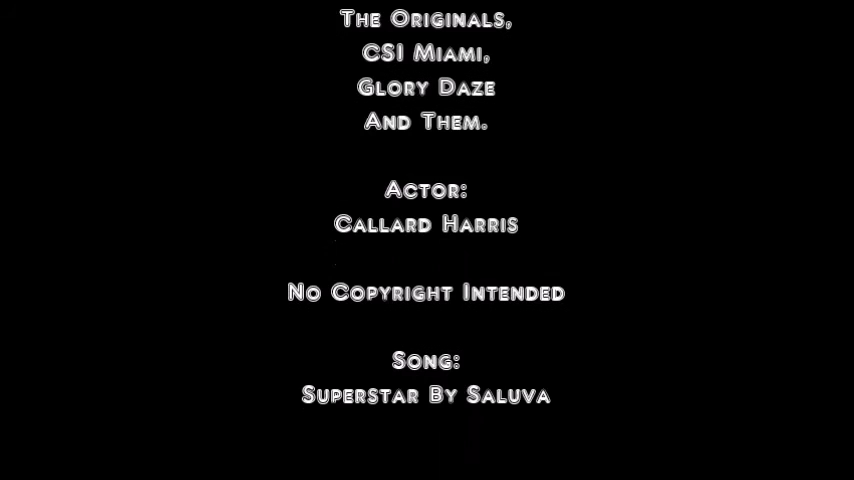 The Originals,
CSI Miami,
Glory Daze
And Them.
Actor:
Callard Harris
No Copyright Intended
Song:
Superstar By Saluva